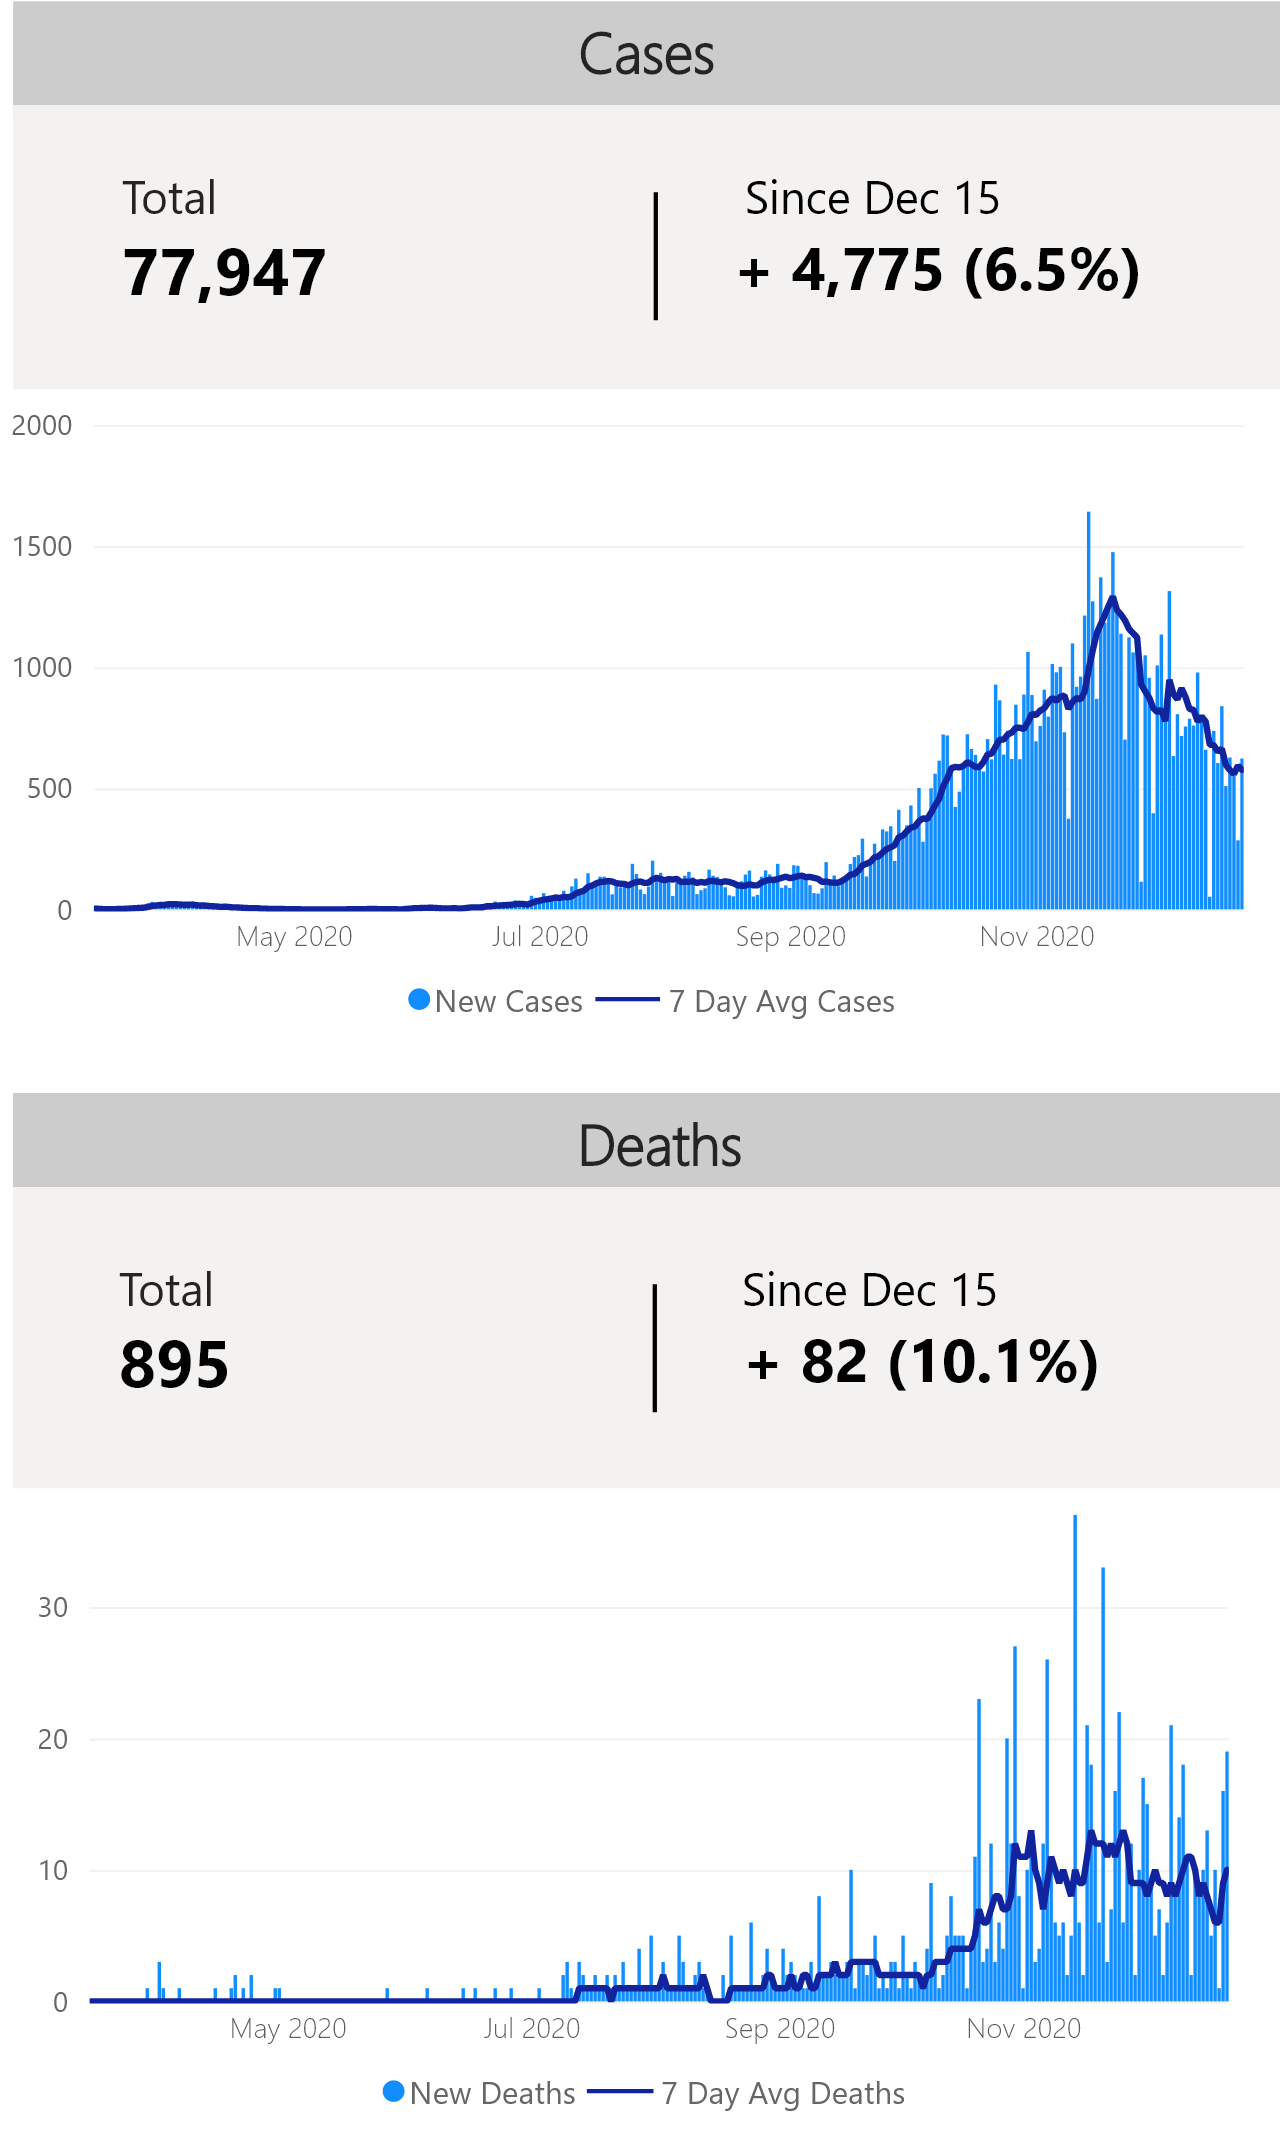 Cases
Total
Since Dec 15
77,947
+ 4,775 (6.5%)
2000
1500
1000
500
0
May 2020
Jul 2020
Sep 2020
Nov 2020
New Cases
7 Day Avg Cases
Deaths
Total
Since Dec 15
895
+ 82 (10.1%)
30
20
10
0
May 2020
Jul 2020
Sep 2020
Nov 2020
New Deaths
7 Day Avg Deaths